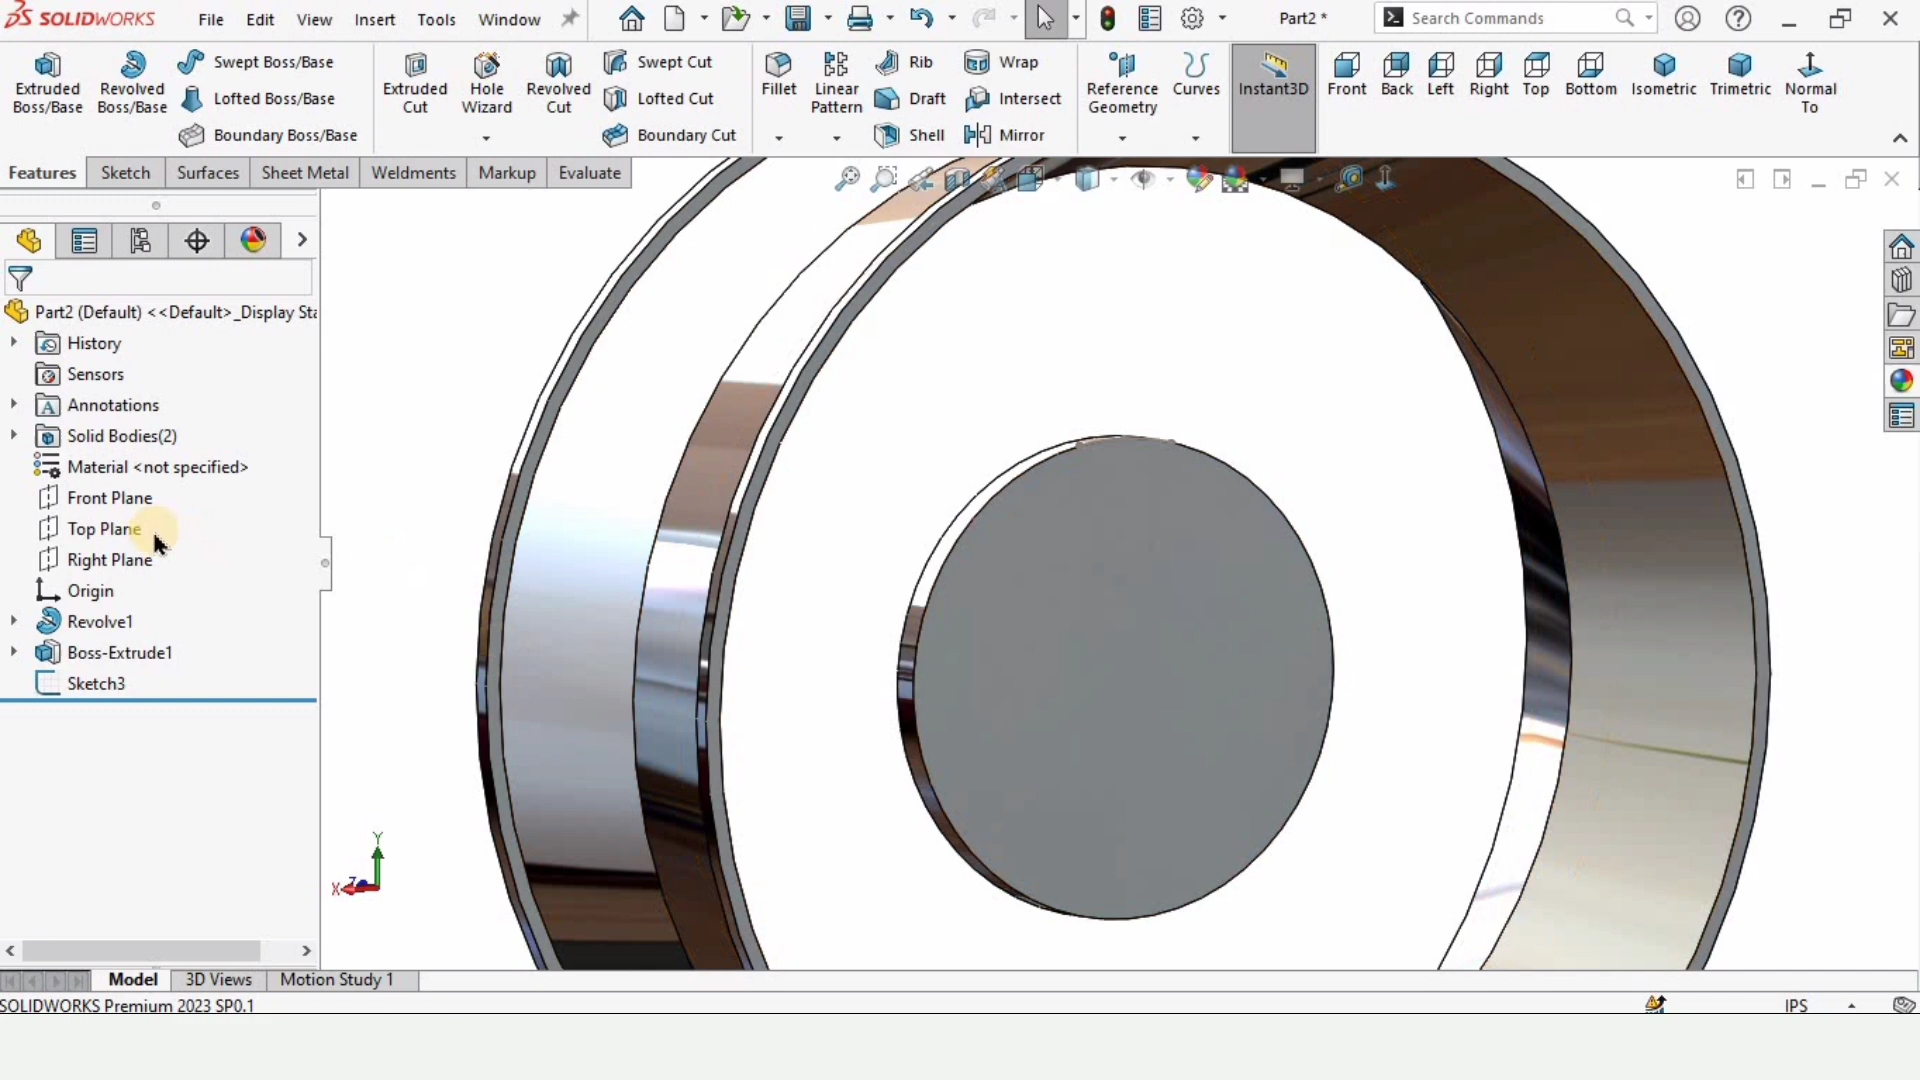 SOLIDWORKS File Edit View Insert Tools Window Part2 * Search Commands
Extruded Boss/Base
Revolved Boss/Base
Swept Boss/Base
Lofted Boss/Base
Boundary Boss/Base
Extruded Cut
Hole Wizard
Revolved Cut
Swept Cut
Lofted Cut
Boundary Cut
Fillet
Linear Pattern
Rib
Draft
Shell
Wrap
Intersect
Mirror
Reference Geometry
Curves
Instant3D
Front
Back
Left
Right
Top
Bottom
Isometric
Trimetric
Normal To
Features Sketch Surfaces Sheet Metal Weldments Markup Evaluate
Part2 (Default) <<Default>_Display Sta
History
Sensors
Annotations
Solid Bodies(2)
Material <not specified>
Front Plane
Top Plane
Right Plane
Origin
Revolve1
Boss-Extrude1
Sketch3
Y
X Z
Model 3D Views Motion Study 1
SOLIDWORKS Premium 2023 SP0.1 IPS